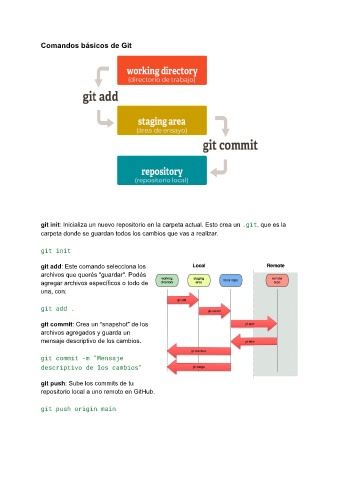 Comandos básicos de Git
working directory
(directorio de trabajo)
git add
staging area
(área de ensayo)
git commit
repository
(repositorio local)
git init: Inicializa un nuevo repositorio en la carpeta actual. Esto crea un .git, que es la
carpeta donde se guardan todos los cambios que vas a realizar.
git init
git add: Este comando selecciona los
archivos que querés "guardar". Podés
agregar archivos específicos o todo de
una, con:
git add .
git commit: Crea un "snapshot" de los
archivos agregados y guarda un
mensaje descriptivo de los cambios.
git commit -m "Mensaje
descriptivo de los cambios"
git push: Sube los commits de tu
repositorio local a uno remoto en GitHub.
git push origin main
Local
Remote
working
directory
staging
area
local repo
remote
repo
git add
git commit
git push